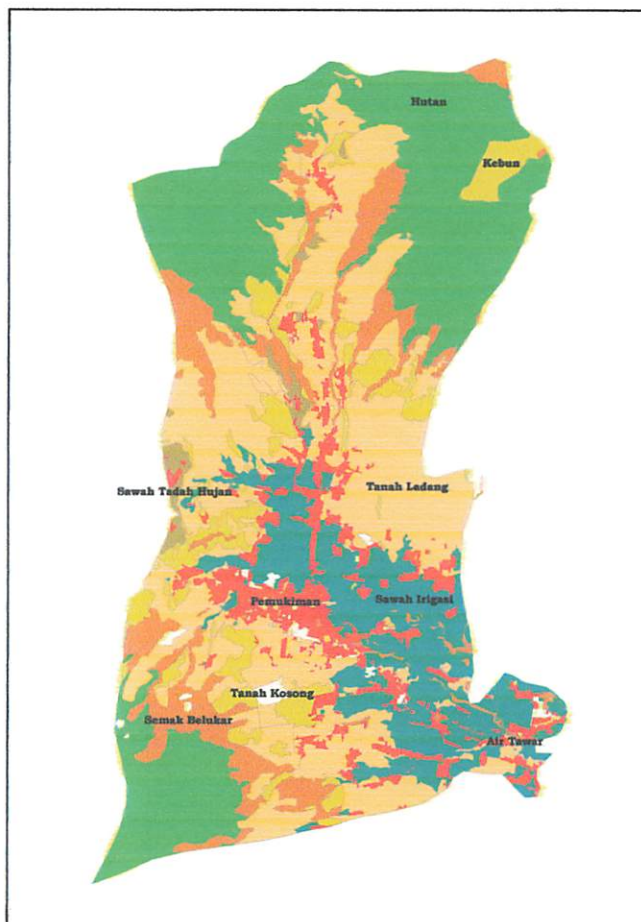 Hutan
Kebun
Sawah Tadah Hujan
Tanah Ladang
Pemukiman
Sawah Irigasi
Tanah Kosong
Semak Belukar
Air Tawar